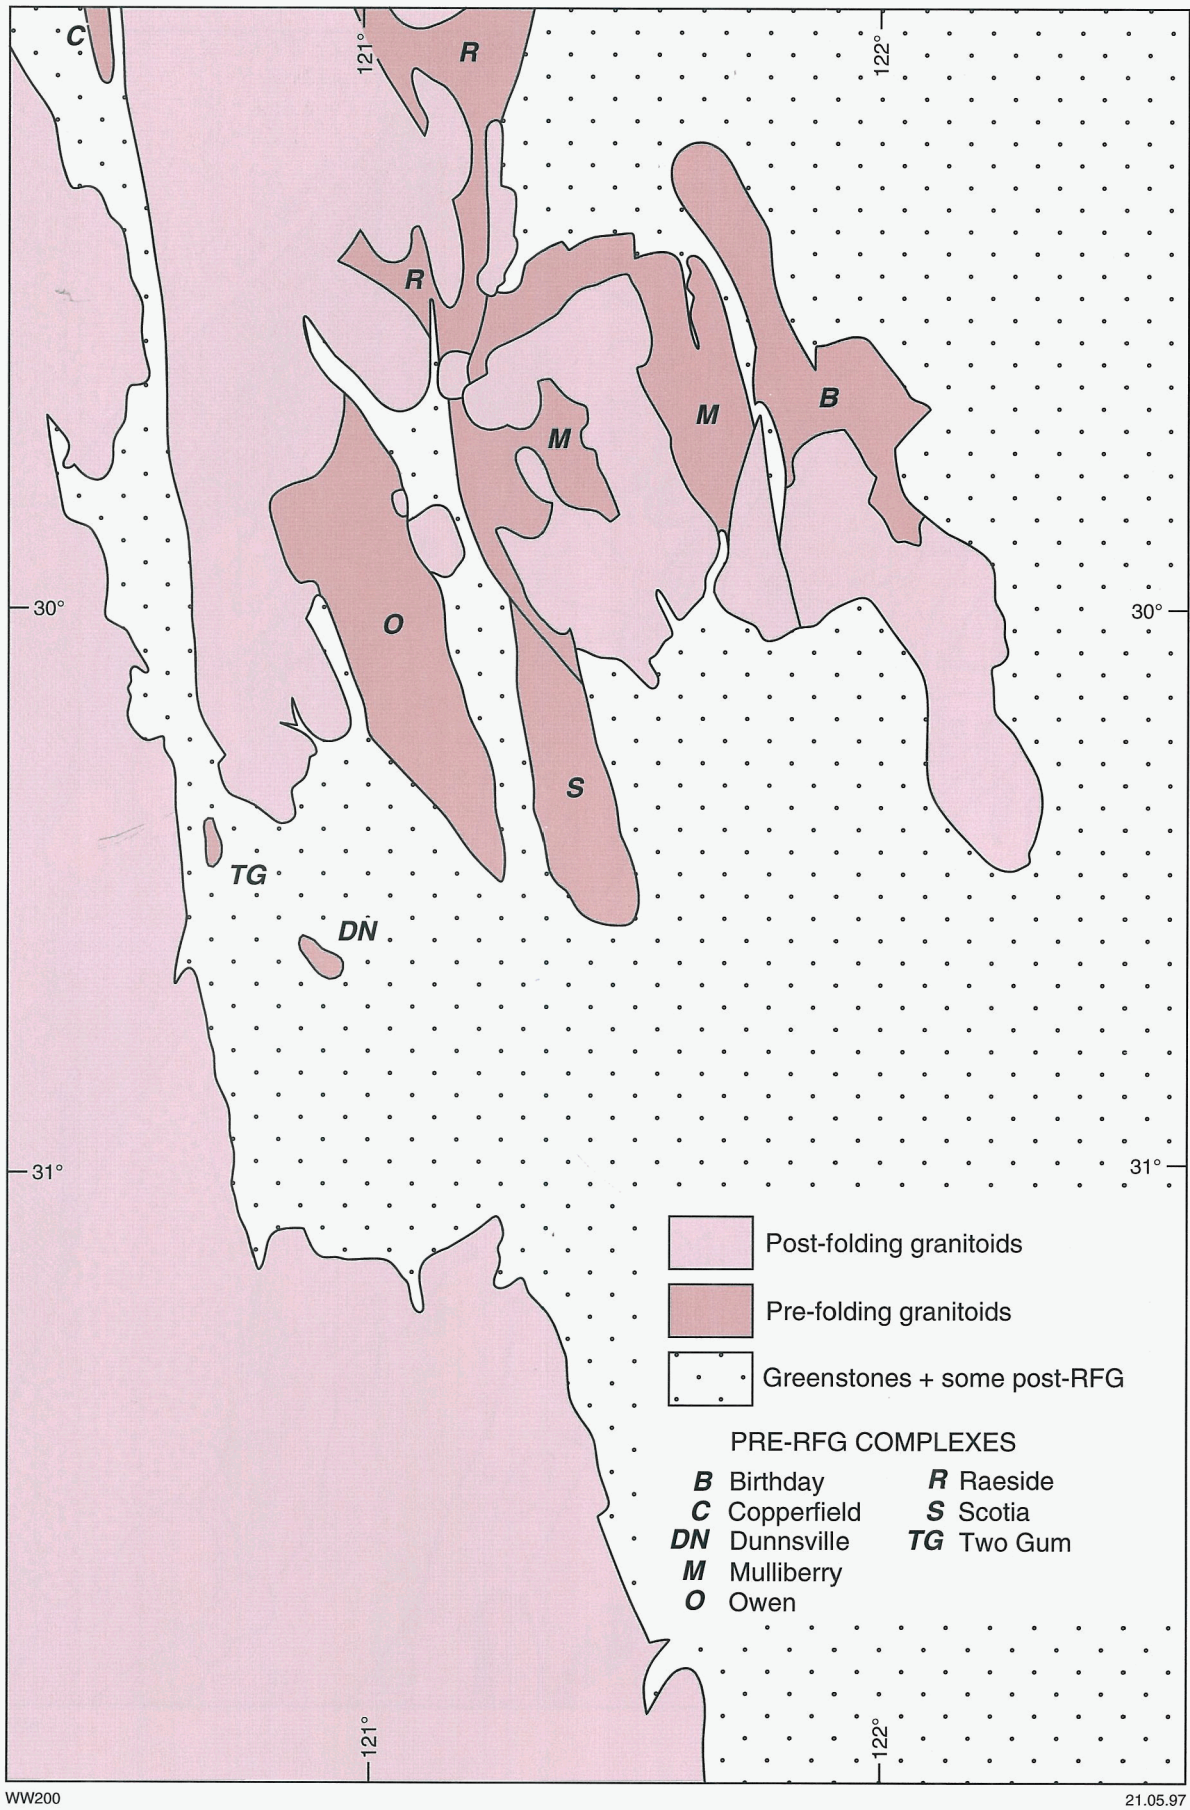 C
121°
R
122°
R
B
M
M
30°
O
30°
S
TG
DN
31°
31°
Post-folding granitoids
Pre-folding granitoids
Greenstones + some post-RFG
PRE-RFG COMPLEXES
B Birthday
R Raeside
C Copperfield
S Scotia
DN Dunnsville
TG Two Gum
M Mulliberry
O Owen
121°
122°
WW200
21.05.97